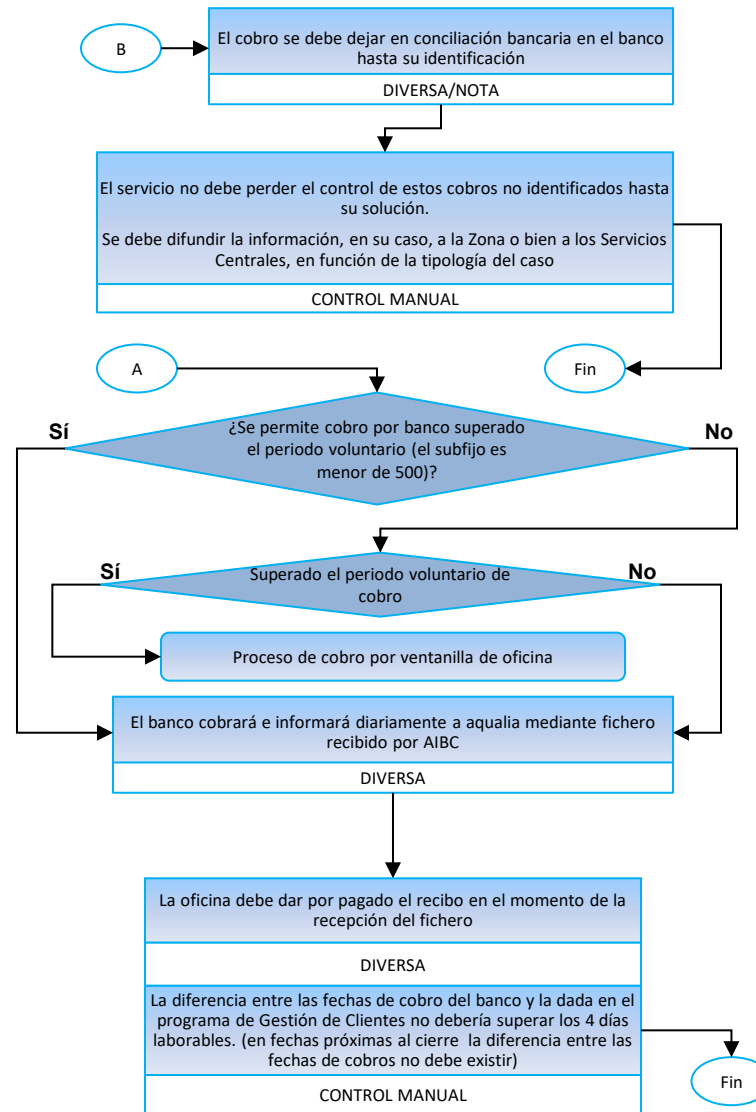 B
El cobro se debe dejar en conciliación bancaria en el banco
hasta su identificación
DIVERSA/NOTA
El servicio no debe perder el control de estos cobros no identificados hasta
su solución.
Se debe difundir la información, en su caso, a la Zona o bien a los Servicios
Centrales, en función de la tipología del caso
CONTROL MANUAL
A
Fin
Sí
¿Se permite cobro por banco superado
el periodo voluntario (el subfijo es
menor de 500)?
No
Sí
Superado el periodo voluntario de
cobro
No
Proceso de cobro por ventanilla de oficina
El banco cobrará e informará diariamente a aqualia mediante fichero
recibido por AIBC
DIVERSA
La oficina debe dar por pagado el recibo en el momento de la
recepción del fichero
DIVERSA
La diferencia entre las fechas de cobro del banco y la dada en el
programa de Gestión de Clientes no debería superar los 4 días
laborables. (en fechas próximas al cierre  la diferencia entre las
fechas de cobros no debe existir)
CONTROL MANUAL
Fin